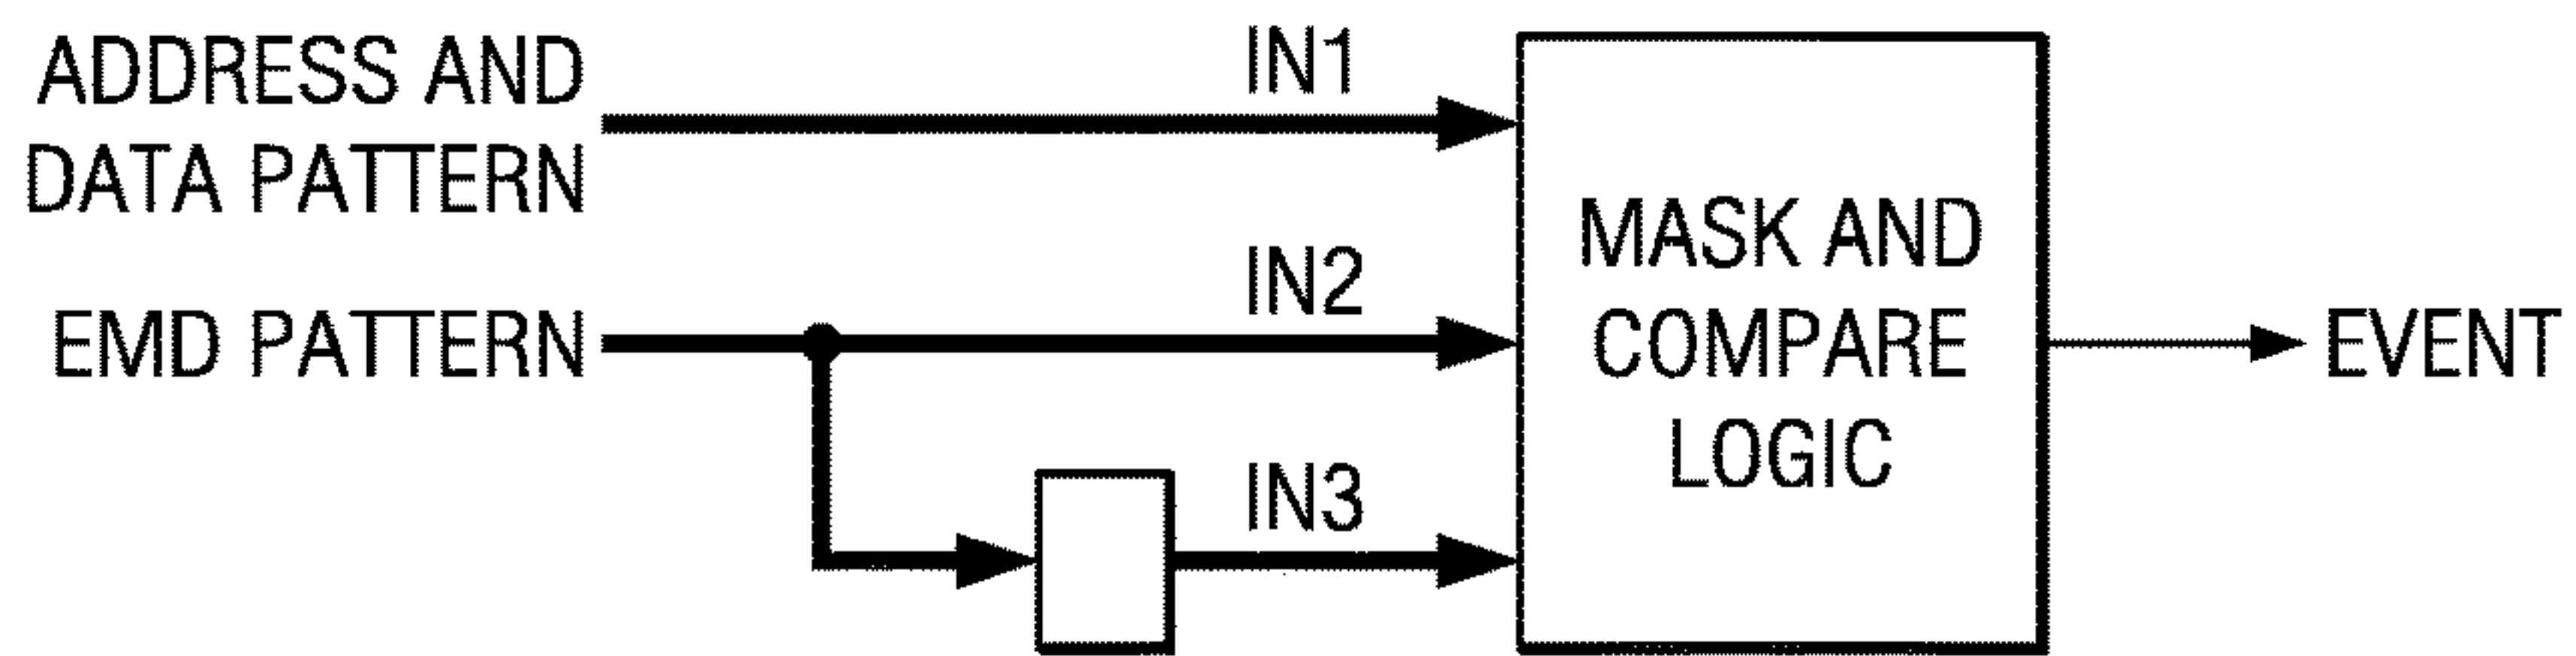 ADDRESS AND
DATA PATTERN
IN1
EMD PATTERN
IN2
IN3
MASK AND
COMPARE
LOGIC
EVENT